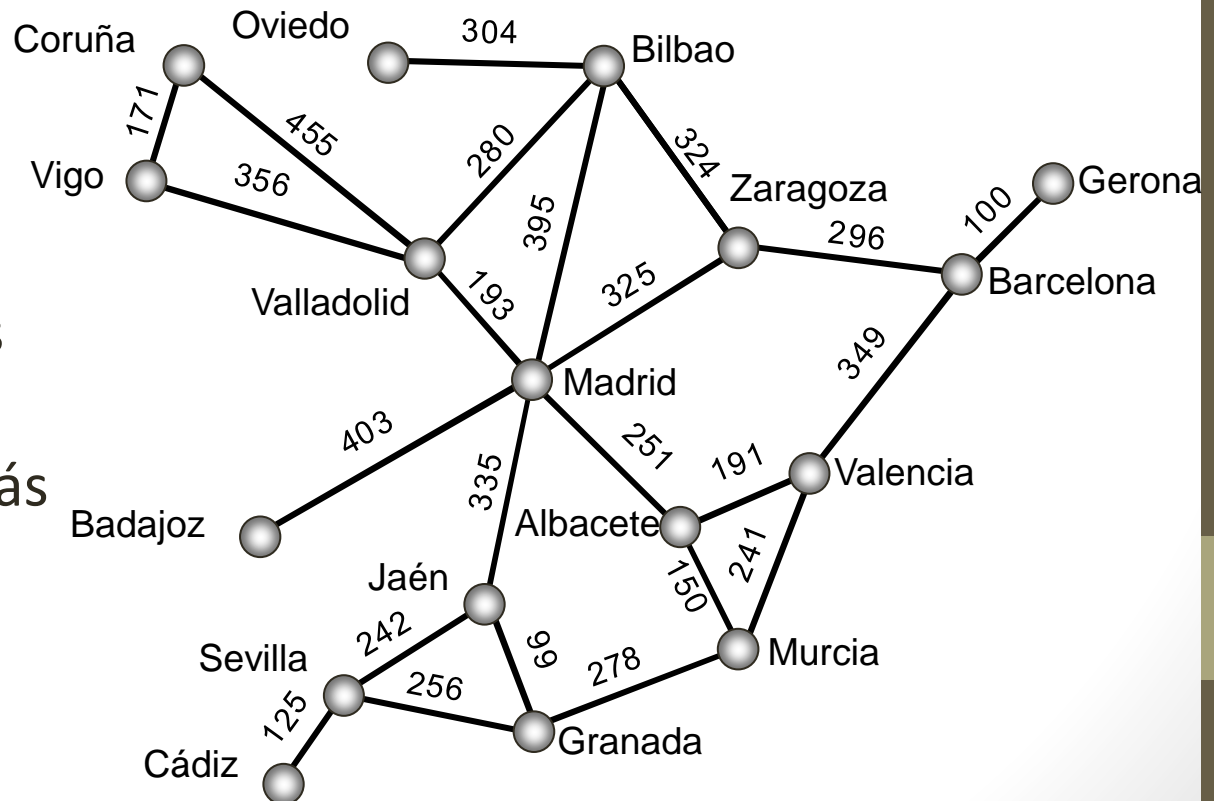 Oviedo
304
Coruña
Bilbao
171
455
280
324
Vigo
356
395
Zaragoza
100
Gerona
296
325
Barcelona
Valladolid
193
s
349
Madrid
403
251
191
Valencia
ás
335
Badajoz
Albacete
241
150
Jaén
242
99
278
Murcia
Sevilla
256
125
Granada
Cádiz